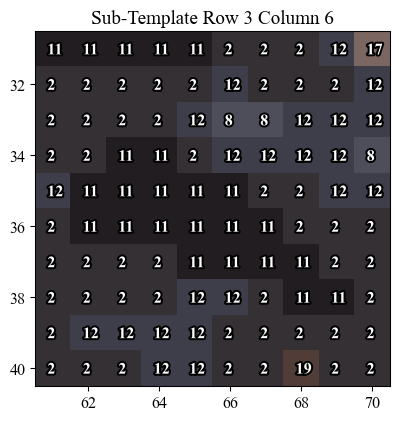 Sub-Template Row 3 Column 6
11 11 11 11 11 2 2 2 12 17
32 2 2 2 2 2 12 2 2 2 12
2 2 2 2 12 8 8 12 12 12
34 2 2 11 11 2 12 12 12 12 8
12 11 11 11 11 11 2 2 12 12
36 2 11 11 11 11 11 11 2 2 2
2 2 2 2 11 11 11 11 2 2
38 2 2 2 2 12 12 2 11 11 2
2 12 12 12 12 2 2 2 2 2
40 2 2 2 12 12 2 2 19 2 2
62 64 66 68 70